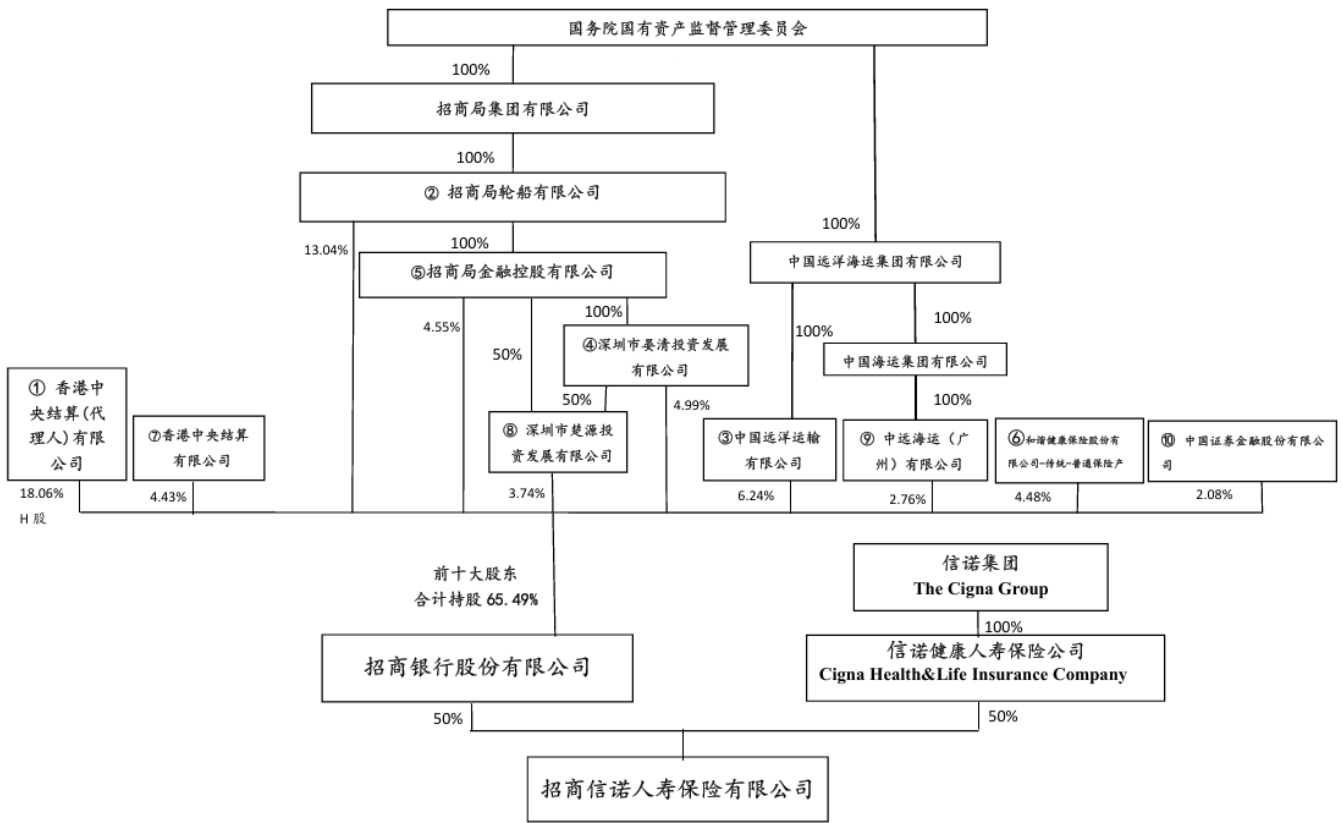 国务院国有资产监督管理委员会
100%
招商局集团有限公司
100%
② 招商局轮船有限公司
13.04%
100%
100%
⑤招商局金融控股有限公司
中国远洋海运集团有限公司
4.55%
50%
100%
100%
100%
④深圳市晏清投资发展
有限公司
中国海运集团有限公司
① 香港中
央结算(代
理人)有限
公司
⑦香港中央结算
有限公司
50%
4.99%
100%
⑧ 深圳市楚源投
资发展有限公司
③中国远洋运输
有限公司
⑨ 中远海运（广
州）有限公司
⑥和谐健康保险股份有
限公司-传统-普通保险产
⑩ 中国证券金融股份有限公
司
18.06%
H 股
4.43%
3.74%
6.24%
2.76%
4.48%
2.08%
前十大股东
合计持股 65.49%
信诺集团
The Cigna Group
100%
招商银行股份有限公司
信诺健康人寿保险公司
Cigna Health&Life Insurance Company
50%
50%
招商信诺人寿保险有限公司